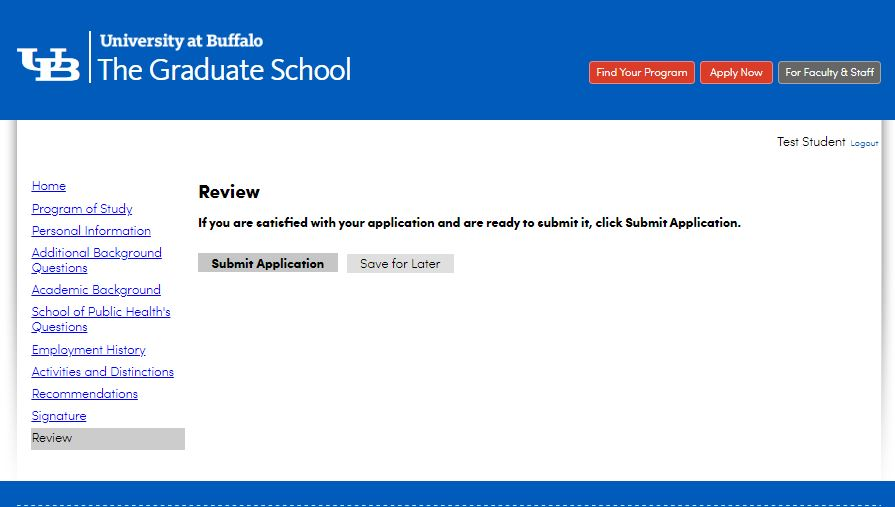 UB
University at Buffalo
The Graduate School
Find Your Program
Apply Now
For Faculty & Staff
Test Student Logout
Home
Program of Study
Personal Information
Additional Background
Questions
Academic Background
School of Public Health's
Questions
Employment History
Activities and Distinctions
Recommendations
Signature
Review
Review
If you are satisfied with your application and are ready to submit it, click Submit Application.
Submit Application
Save for Later